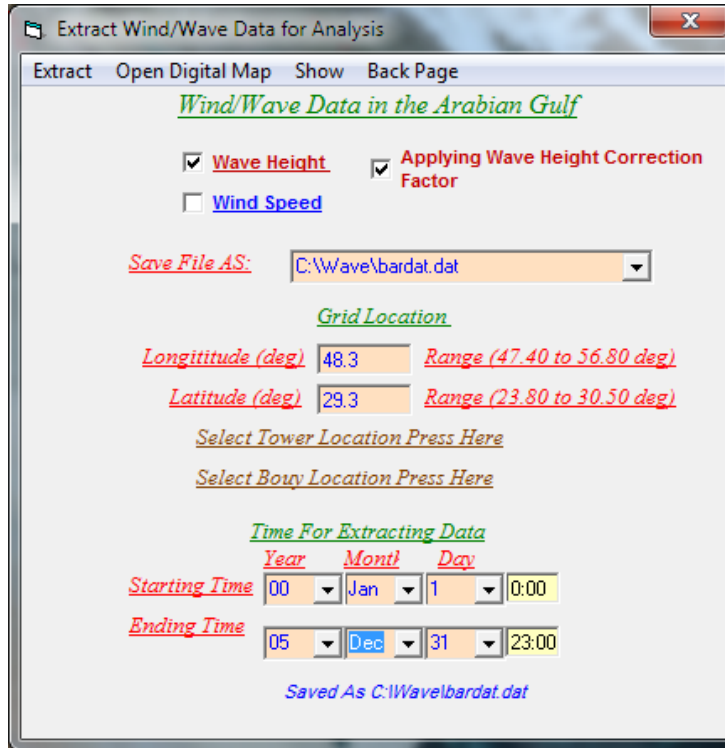 Extract Wind/Wave Data for Analysis
x
Extract Open Digital Map Show Back Page
Wind/Wave Data in the Arabian Gulf
Wave Height Applying Wave Height Correction
Factor
Wind Speed
Save File AS: C:\Wave\bardat.dat
Grid Location
Longititude (deg) 48.3 Range (47.40 to 56.80 deg)
Latitude (deg) 29.3 Range (23.80 to 30.50 deg)
Select Tower Location Press Here
Select Bouy Location Press Here
Time For Extracting Data
Year Month Day
Starting Time 00 Jan 1 0:00
Ending Time 05 Dec 31 23:00
Saved As C:\Wave\bardat.dat